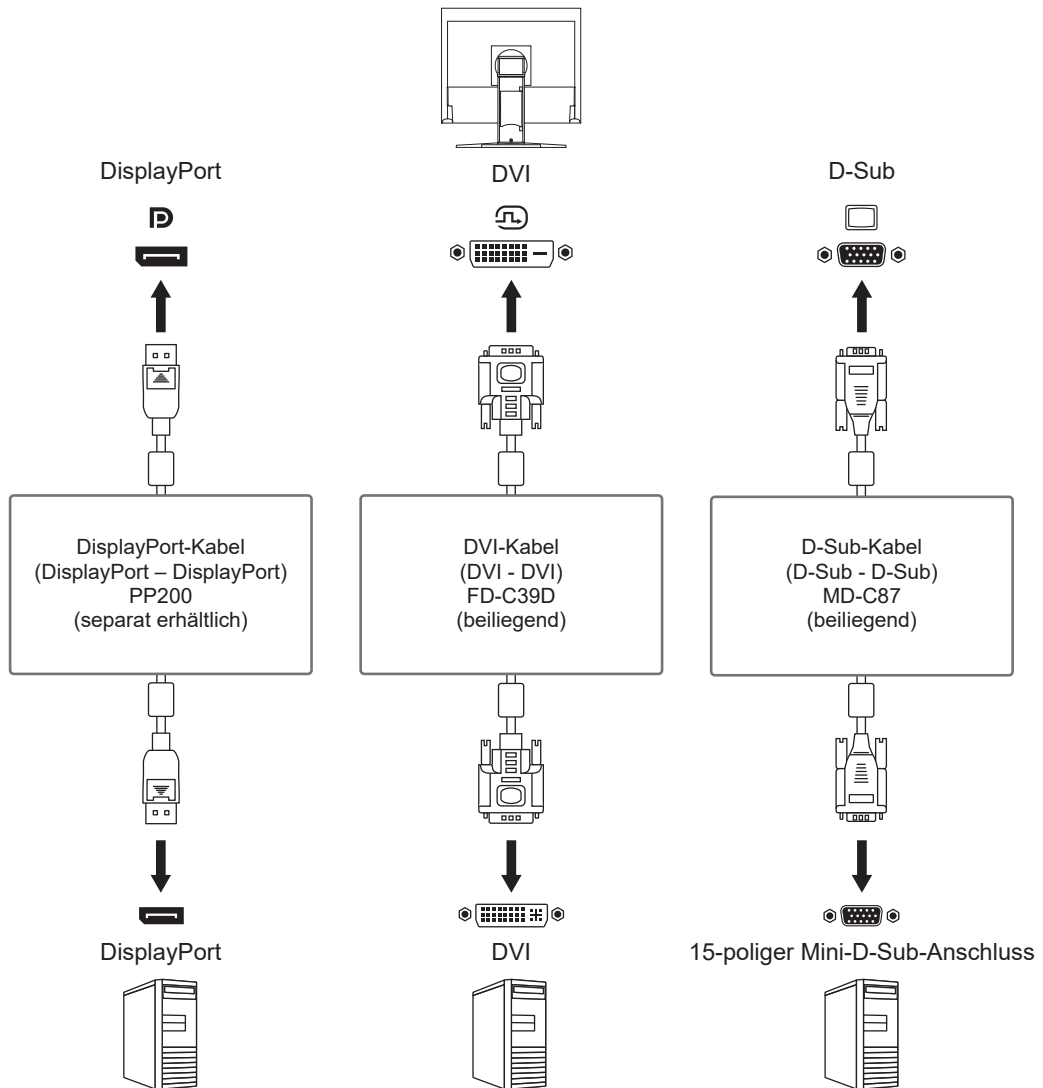 DisplayPort
DVI
D-Sub
DisplayPort-Kabel
(DisplayPort – DisplayPort)
PP200
(separat erhältlich)
DVI-Kabel
(DVI - DVI)
FD-C39D
(beiliegend)
D-Sub-Kabel
(D-Sub - D-Sub)
MD-C87
(beiliegend)
DisplayPort
DVI
15-poliger Mini-D-Sub-Anschluss